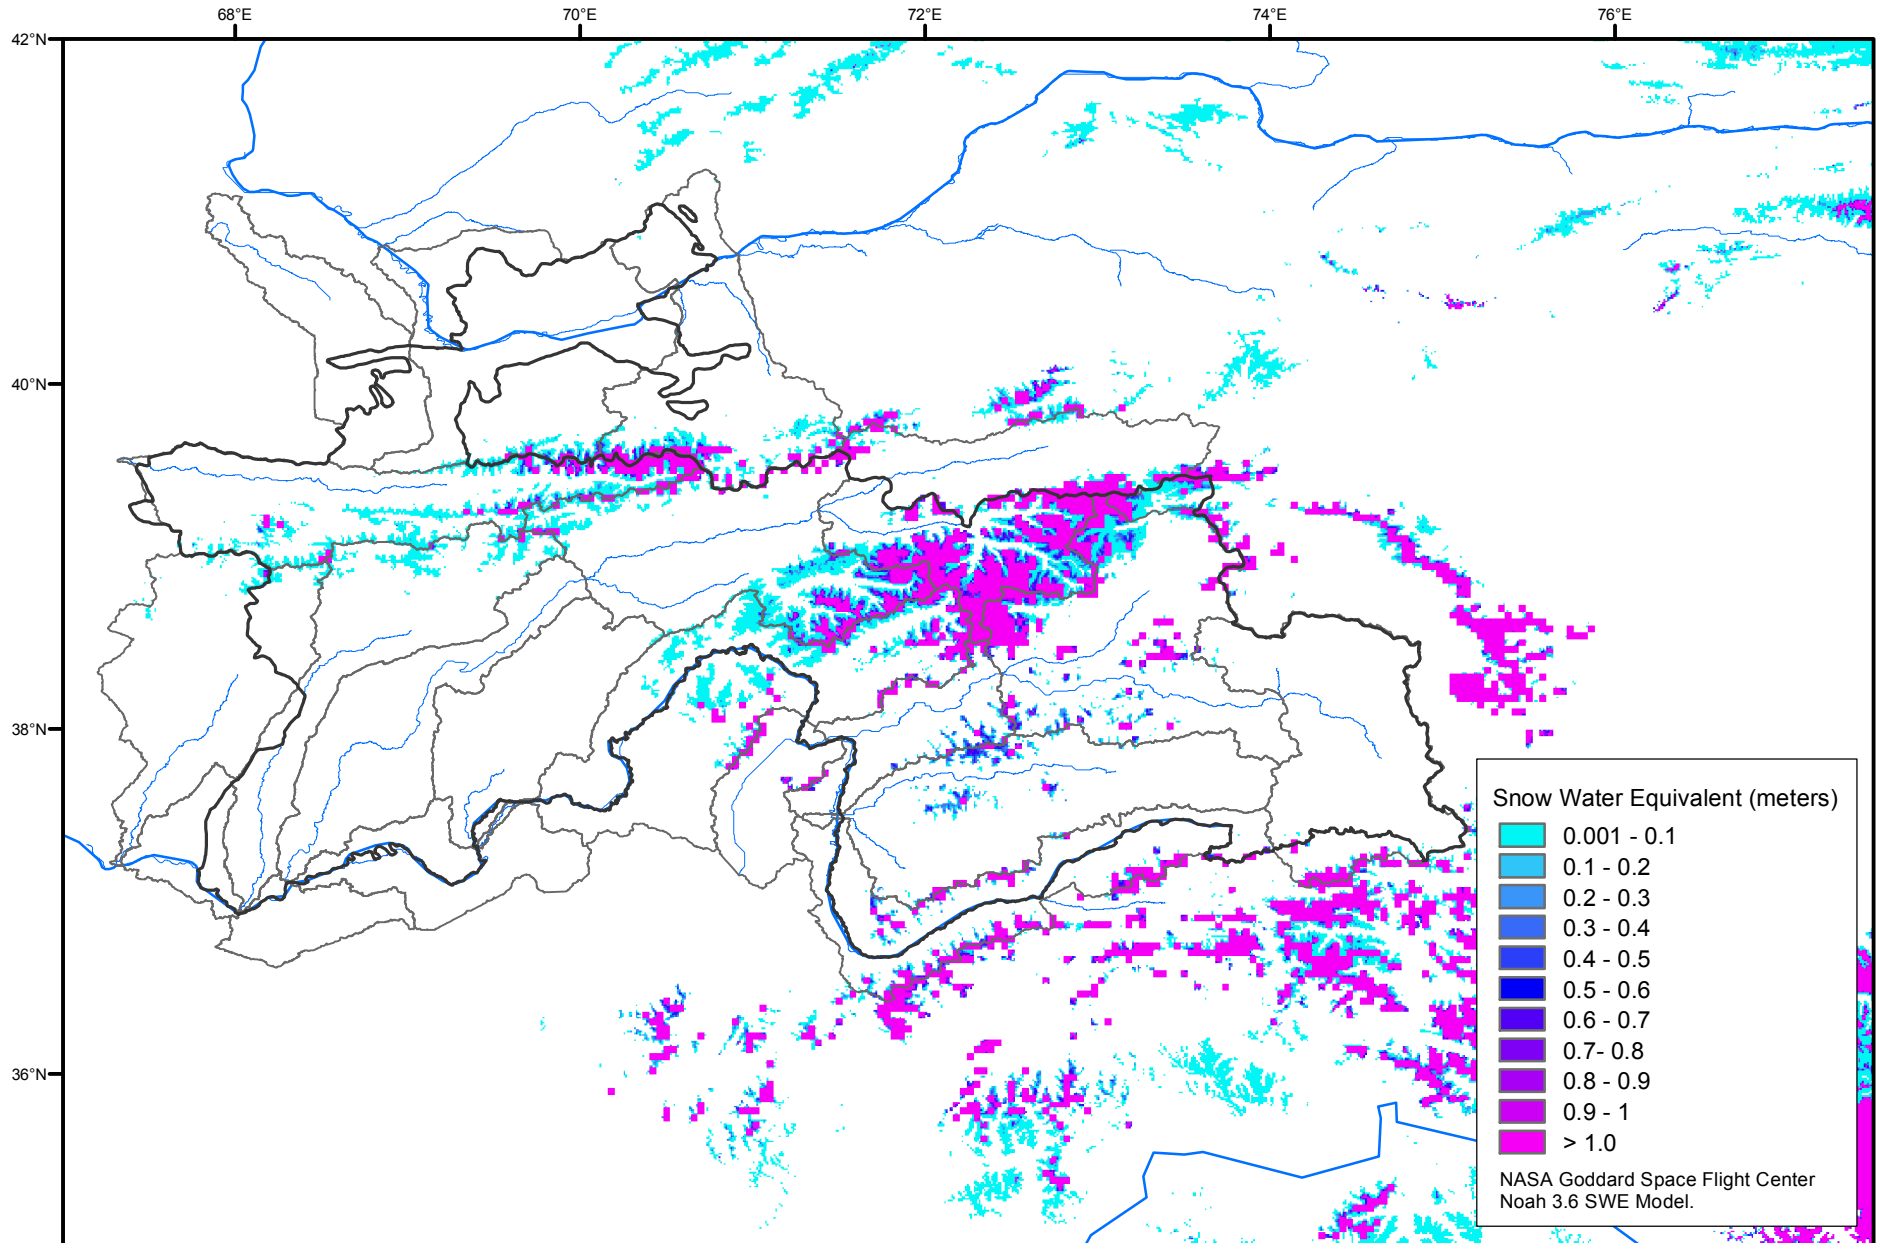 68°E
70°E
72°E
74°E
76°E
42°N
40°N
38°N
36°N
Snow Water Equivalent (meters)
0.001 - 0.1
0.1 - 0.2
0.2 - 0.3
0.3 - 0.4
0.4 - 0.5
0.5 - 0.6
0.6 - 0.7
0.7- 0.8
0.8 - 0.9
0.9 - 1
> 1.0
NASA Goddard Space Flight Center
Noah 3.6 SWE Model.